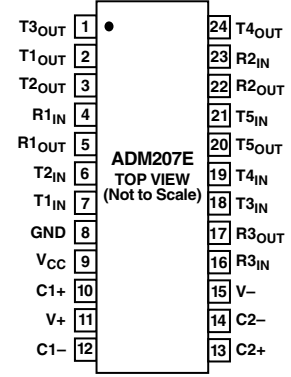 T3OUT 1 24 T4OUT
T1OUT 2 23 R2IN
T2OUT 3 22 R2OUT
R1IN 4 21 T5IN
R1OUT 5 20 T5OUT
ADM207E
T2IN 6 19 T4IN
TOP VIEW
(Not to Scale)
T1IN 7 18 T3IN
GND 8 17 R3OUT
VCC 9 16 R3IN
C1+ 10 15 V–
V+ 11 14 C2–
C1– 12 13 C2+